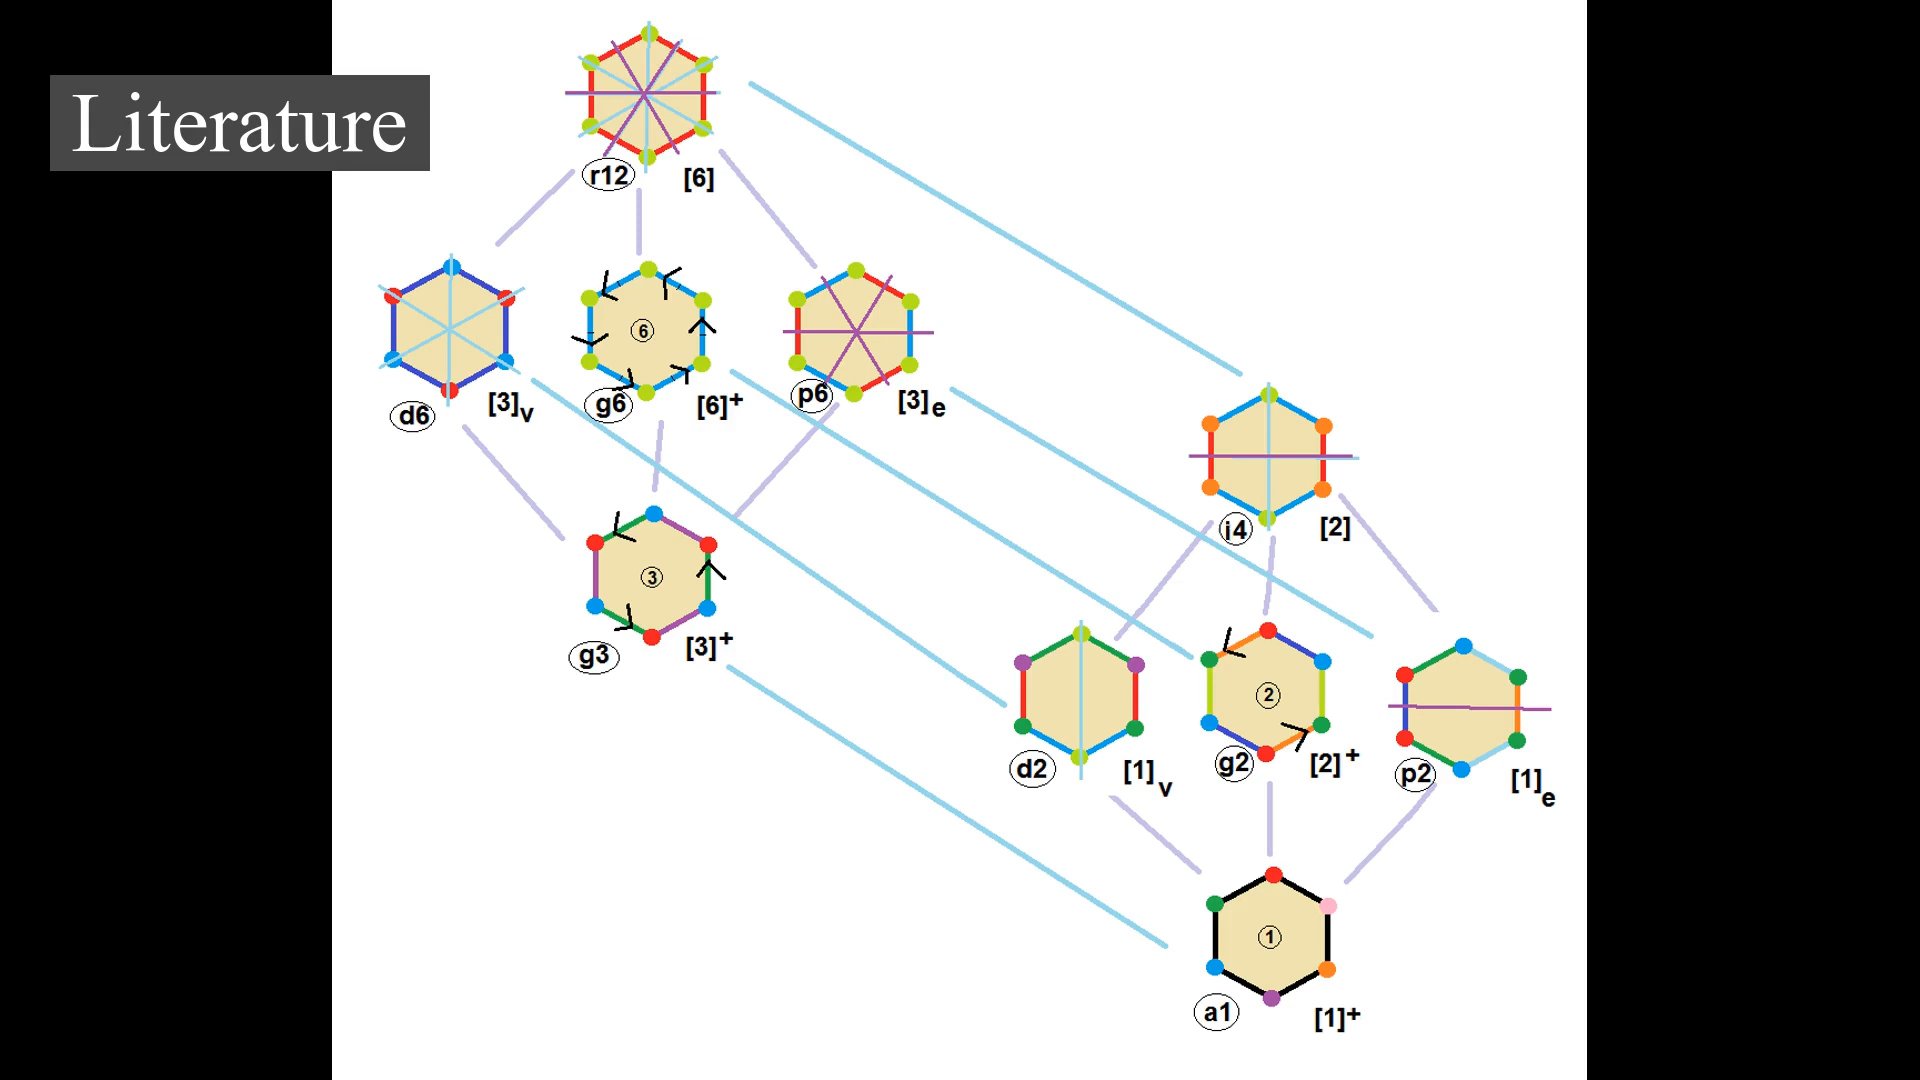 Literature
r12 [6]
6
d6 [3]v
g6 [6]+
p6 [3]e
i4 [2]
3
g3 [3]+
2
d2 [1]v
g2 [2]+
p2 [1]e
1
a1 [1]+